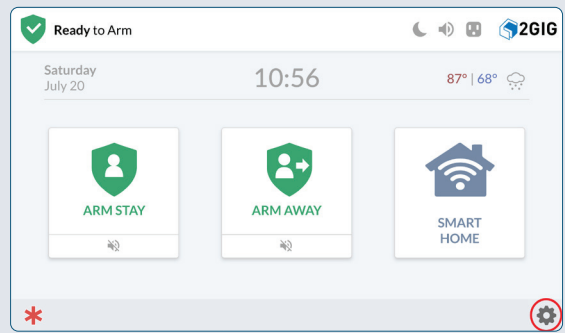 Ready to Arm
2GIG
Saturday
July 20
10:56
87° | 68°
ARM STAY
ARM AWAY
SMART
HOME